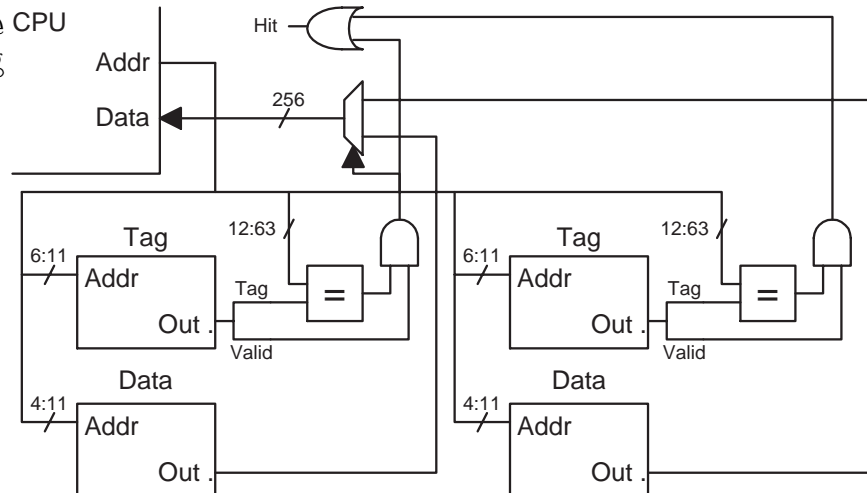 CPU
Hit
Addr
Data
256
Tag
12:63
Tag
12:63
6:11
Addr
Tag
=
6:11
Addr
Tag
=
Out .
Valid
Out .
Valid
Data
Data
4:11
Addr
4:11
Addr
Out .
Out .